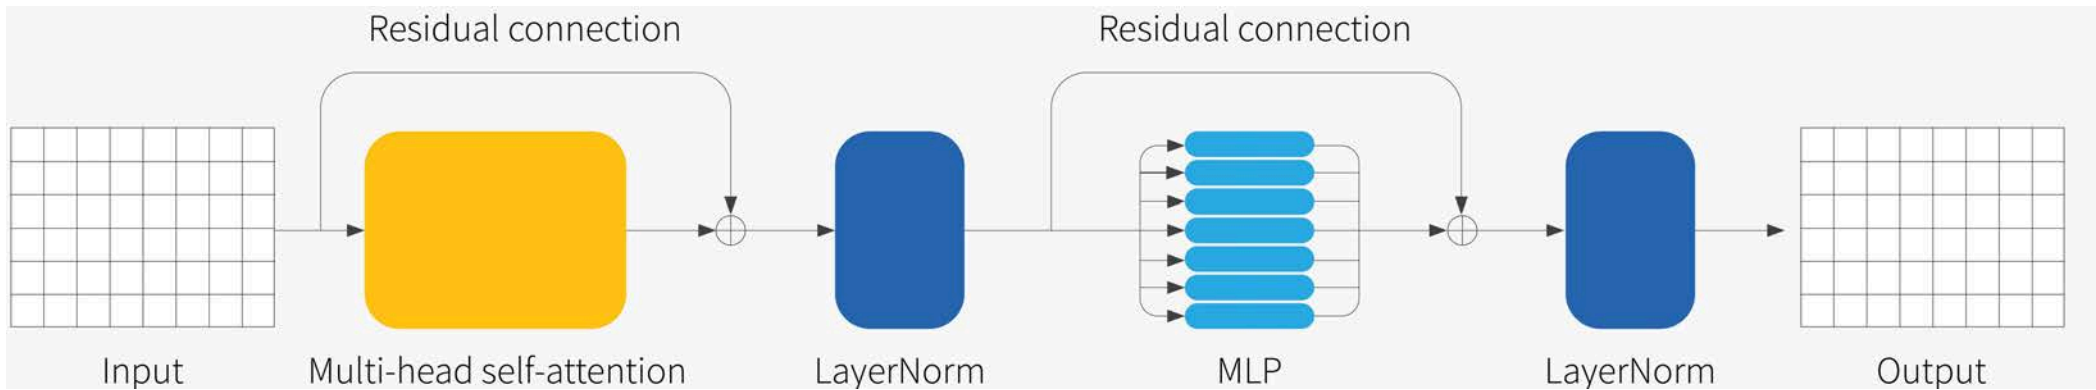 Residual connection
Residual connection
Input
Multi-head self-attention
LayerNorm
MLP
LayerNorm
Output